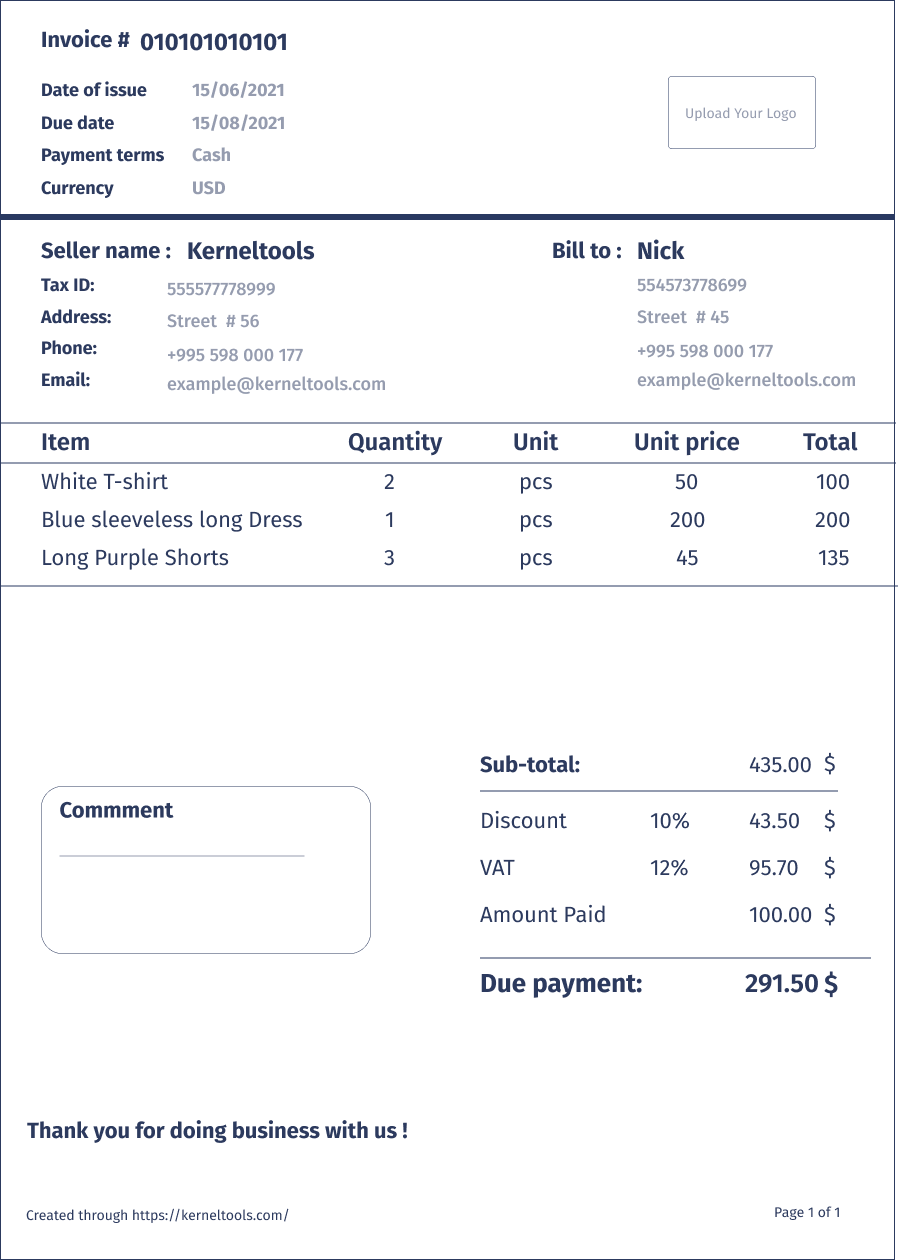 Invoice # 010101010101
Date of issue 15/06/2021
Due date 15/08/2021
Payment terms Cash
Currency USD
Upload Your Logo
Seller name : Kerneltools
Tax ID: 555577778999
Address: Street # 56
Phone: +995 598 000 177
Email: example@kerneltools.com
Bill to : Nick
554573778699
Street # 45
+995 598 000 177
example@kerneltools.com
Item Quantity Unit Unit price Total
White T-shirt 2 pcs 50 100
Blue sleeveless long Dress 1 pcs 200 200
Long Purple Shorts 3 pcs 45 135
Sub-total: 435.00 $
Discount 10% 43.50 $
VAT 12% 95.70 $
Amount Paid 100.00 $
Due payment: 291.50 $
Commment
Thank you for doing business with us !
Created through https://kerneltools.com/
Page 1 of 1